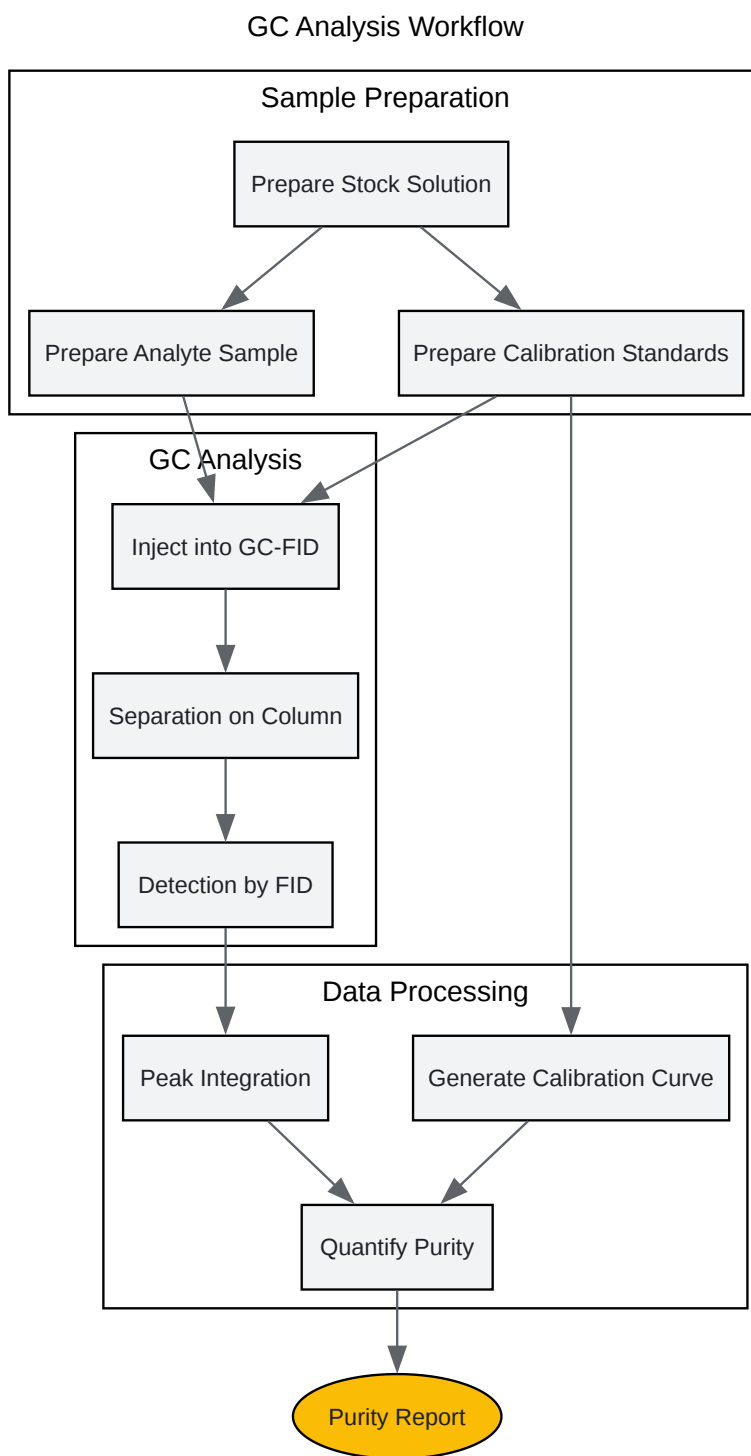 GC Analysis Workflow
Sample Preparation
Prepare Stock Solution
Prepare Analyte Sample
Prepare Calibration Standards
GC Analysis
Inject into GC-FID
Separation on Column
Detection by FID
Data Processing
Peak Integration
Generate Calibration Curve
Quantify Purity
Purity Report